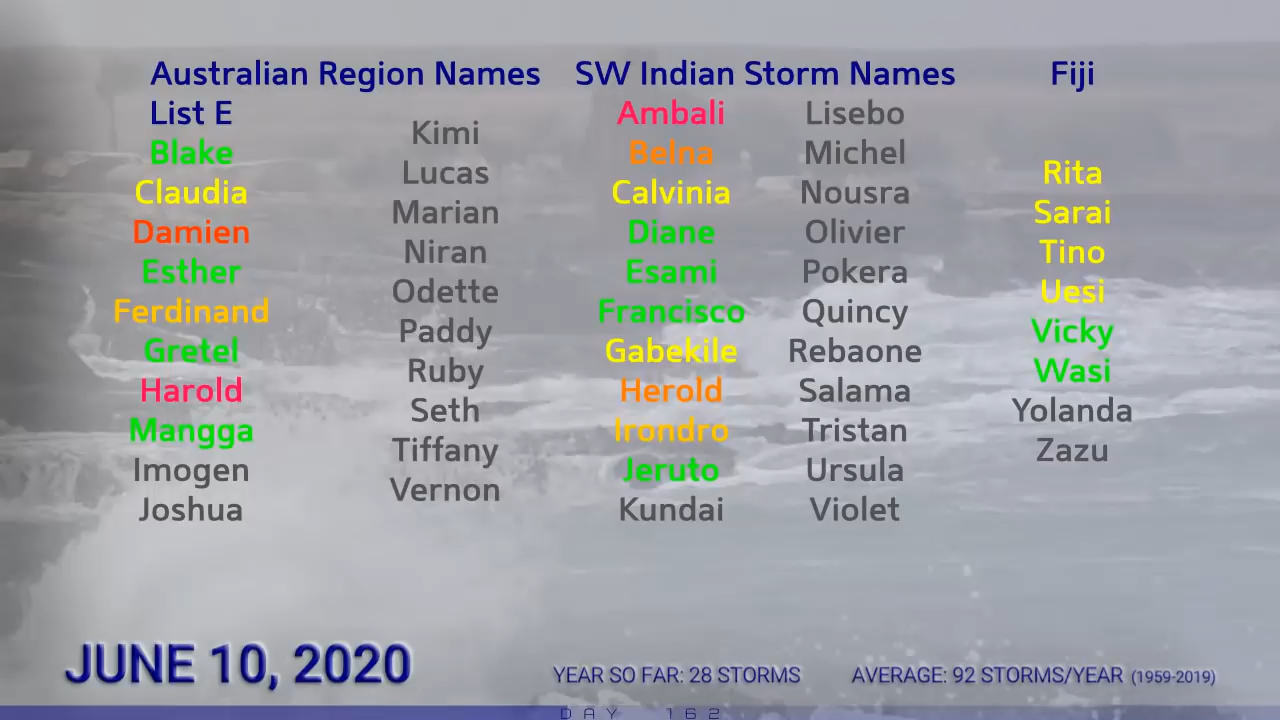 Australian Region Names
List E
Blake
Claudia
Damien
Esther
Ferdinand
Gretel
Harold
Mangga
Imogen
Joshua
Kimi
Lucas
Marian
Niran
Odette
Paddy
Ruby
Seth
Tiffany
Vernon
SW Indian Storm Names
Ambali
Belna
Calvinia
Diane
Esami
Francisco
Gabekile
Herold
Irondro
Jeruto
Kundai
Lisebo
Michel
Nousra
Olivier
Pokera
Quincy
Rebaone
Salama
Tristan
Ursula
Violet
Fiji
Rita
Sarai
Tino
Uesi
Vicky
Wasi
Yolanda
Zazu
JUNE 10, 2020
YEAR SO FAR: 28 STORMS
AVERAGE: 92 STORMS/YEAR (1959-2019)
DAY 162